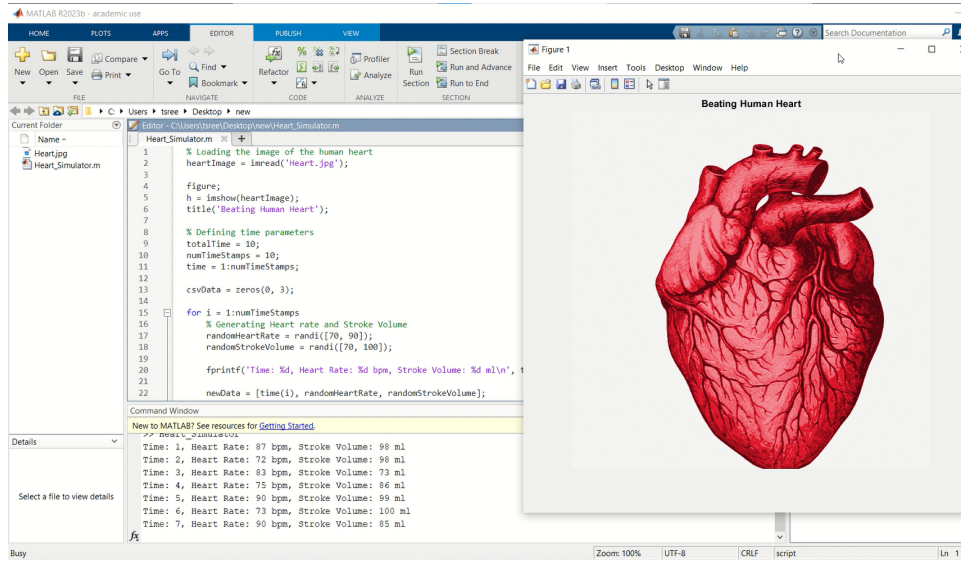 MATLAB R2023b - academic use
HOME PLOTS APPS EDITOR PUBLISH VIEW
Search Documentation
New Open Save
Compare
Print
Go To
Find
Bookmark
Refactor
Profiler
Analyze
Run Section
Section Break
Run and Advance
Run to End
FILE NAVIGATE CODE ANALYZE SECTION
C: Users tsree Desktop new
Current Folder
Name
Heart.jpg
Heart_Simulator.m
Details
Select a file to view details
Editor - C:\Users\tsree\Desktop\new\Heart_Simulator.m
Heart_Simulator.m
1 % Loading the image of the human heart
2 heartImage = imread('Heart.jpg');
3
4 figure;
5 h = imshow(heartImage);
6 title('Beating Human Heart');
7
8 % Defining time parameters
9 totalTime = 10;
10 numTimeStamps = 10;
11 time = 1:numTimeStamps;
12
13 csvData = zeros(0, 3);
14
15 for i = 1:numTimeStamps
16 % Generating Heart rate and Stroke Volume
17 randomHeartRate = randi([70, 90]);
18 randomStrokeVolume = randi([70, 100]);
19
20 fprintf('Time: %d, Heart Rate: %d bpm, Stroke Volume: %d ml\n', t
21
22 newData = [time(i), randomHeartRate, randomStrokeVolume];
Command Window
New to MATLAB? See resources for Getting Started.
>> Heart_Simulator
Time: 1, Heart Rate: 87 bpm, Stroke Volume: 98 ml
Time: 2, Heart Rate: 72 bpm, Stroke Volume: 98 ml
Time: 3, Heart Rate: 83 bpm, Stroke Volume: 73 ml
Time: 4, Heart Rate: 75 bpm, Stroke Volume: 86 ml
Time: 5, Heart Rate: 90 bpm, Stroke Volume: 99 ml
Time: 6, Heart Rate: 73 bpm, Stroke Volume: 100 ml
Time: 7, Heart Rate: 90 bpm, Stroke Volume: 85 ml
fx
Figure 1
File Edit View Insert Tools Desktop Window Help
Beating Human Heart
Busy
Zoom: 100% UTF-8 CRLF script Ln 1